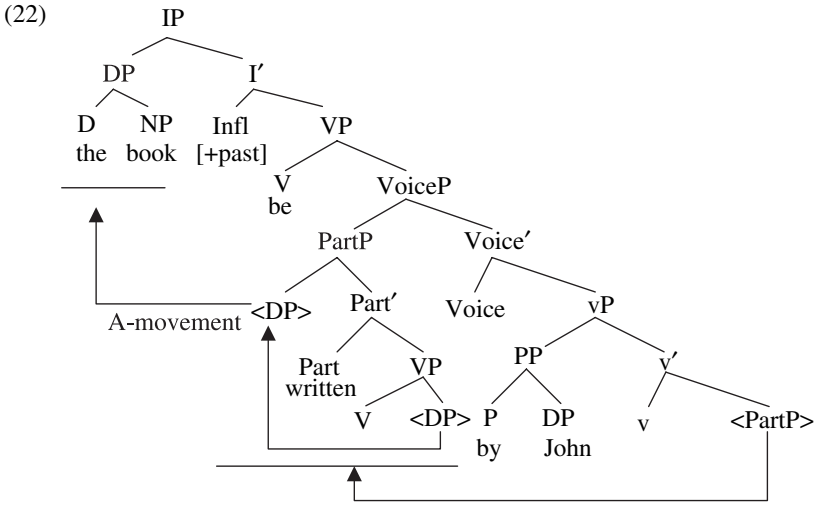 (22) IP
DP I′
D NP Infl VP
the book [+past]
V VoiceP
be
PartP Voice′
<DP> Part′ Voice vP
A-movement
Part VP PP v′
written
V <DP> P DP v <PartP>
by John